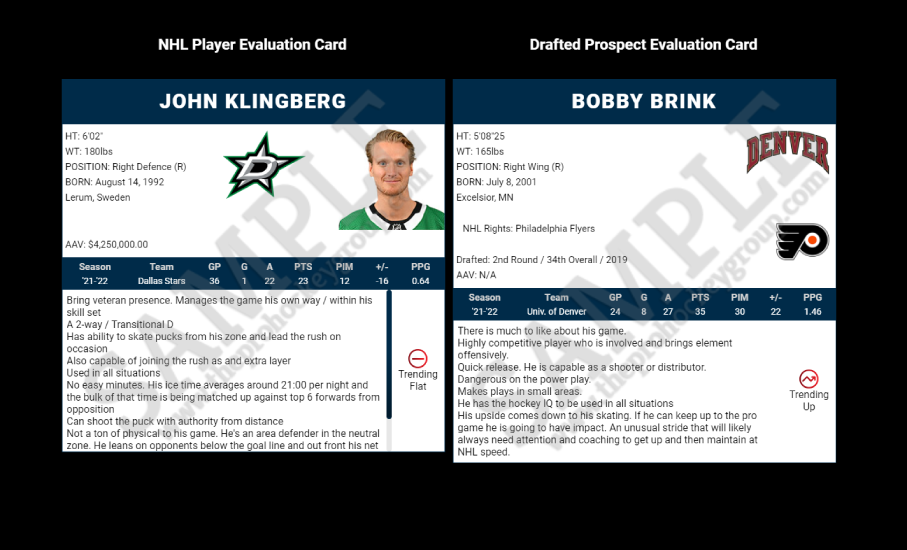 NHL Player Evaluation Card
Drafted Prospect Evaluation Card
JOHN KLINGBERG
HT: 6'02"
WT: 180lbs
POSITION: Right Defence (R)
BORN: August 14, 1992
Lerum, Sweden
AAV: $4,250,000.00
Season Team GP G A PTS PIM +/- PPG
'21-'22 Dallas Stars 36 1 22 23 12 -16 0.64
Bring veteran presence. Manages the game his own way / within his
skill set
A 2-way / Transitional D
Has ability to skate pucks from his zone and lead the rush on
occasion
Also capable of joining the rush as and extra layer
Used in all situations
No easy minutes. His ice time averages around 21:00 per night and
the bulk of that time is being matched up against top 6 forwards from
opposition
Can shoot the puck with authority from distance
Not a ton of physical to his game. He's an area defender in the neutral
zone. He leans on opponents below the goal line and out front his net
Trending
Flat
BOBBY BRINK
HT: 5'08"25
WT: 165lbs
POSITION: Right Wing (R)
BORN: July 8, 2001
Excelsior, MN
DENVER
NHL Rights: Philadelphia Flyers
Drafted: 2nd Round / 34th Overall / 2019
AAV: N/A
Season Team GP G A PTS PIM +/- PPG
'21-'22 Univ. of Denver 24 8 27 35 30 22 1.46
There is much to like about his game.
Highly competitive player who is involved and brings element
offensively.
Quick release. He is capable as a shooter or distributor.
Dangerous on the power play.
Makes plays in small areas.
He has the hockey IQ to be used in all situations
His upside comes down to his skating. If he can keep up to the pro
game he is going to have impact. An unusual stride that will likely
always need attention and coaching to get up and then maintain at
NHL speed.
Trending
Up
SAMPLE
www.theprohockeygroup.com
SAMPLE
www.theprohockeygroup.com